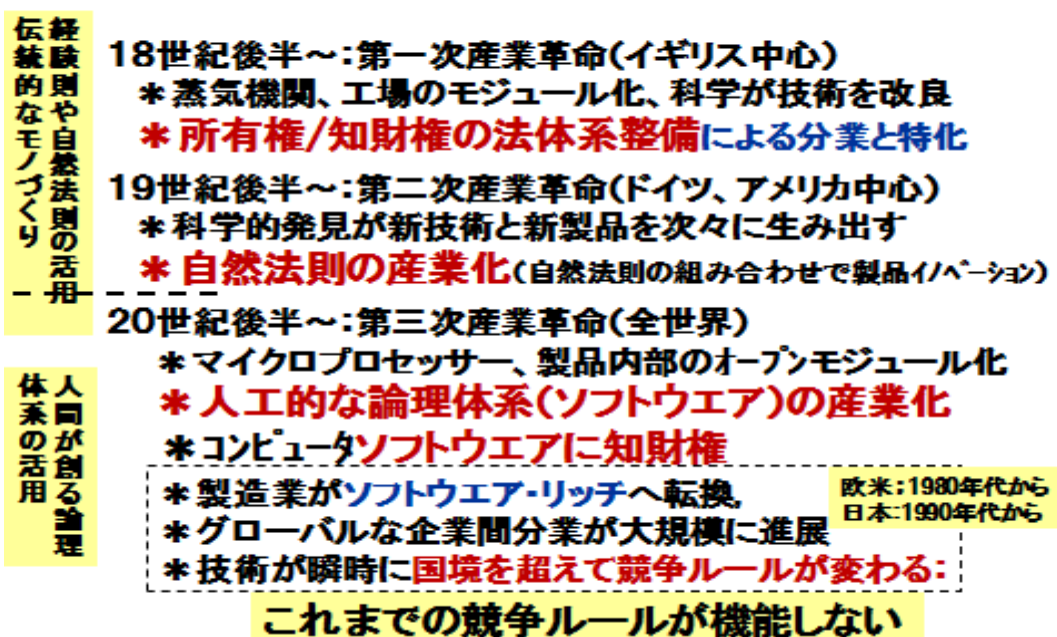 経験則や自然法則の活用
伝統的なモノづくり
18世紀後半~:第一次産業革命(イギリス中心)
*蒸気機関、工場のモジュール化、科学が技術を改良
*所有権/知財権の法体系整備による分業と特化
19世紀後半~:第二次産業革命(ドイツ、アメリカ中心)
*科学的発見が新技術と新製品を次々に生み出す
*自然法則の産業化(自然法則の組み合わせで製品イノベーション)
20世紀後半~:第三次産業革命(全世界)
*マイクロプロセッサー、製品内部のオープンモジュール化
*人工的な論理体系(ソフトウエア)の産業化
*コンピュータソフトウエアに知財権
人間が創る論理
体系の活用
*製造業がソフトウエア・リッチへ転換,
*グローバルな企業間分業が大規模に進展
*技術が瞬時に国境を超えて競争ルールが変わる:
欧米;1980年代から
日本:1990年代から
これまでの競争ルールが機能しない